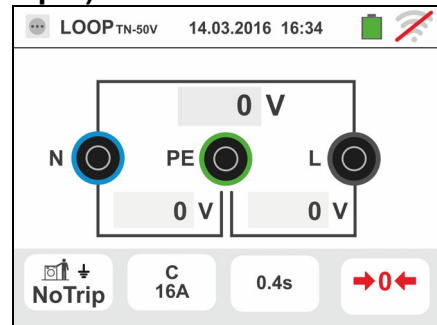 LOOP TN-50V 14.03.2016 16:34
0 V
N PE L
0 V 0 V
NoTrip
C
16A
0.4s
0